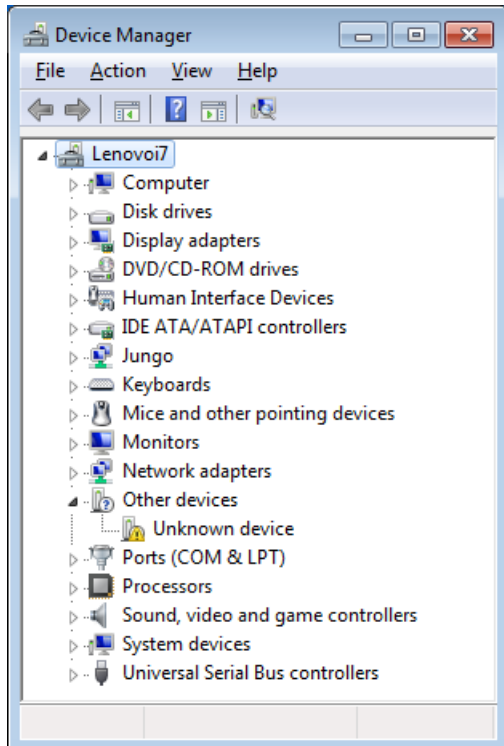 Device Manager
File Action View Help
Lenovoi7
Computer
Disk drives
Display adapters
DVD/CD-ROM drives
Human Interface Devices
IDE ATA/ATAPI controllers
Jungo
Keyboards
Mice and other pointing devices
Monitors
Network adapters
Other devices
Unknown device
Ports (COM & LPT)
Processors
Sound, video and game controllers
System devices
Universal Serial Bus controllers